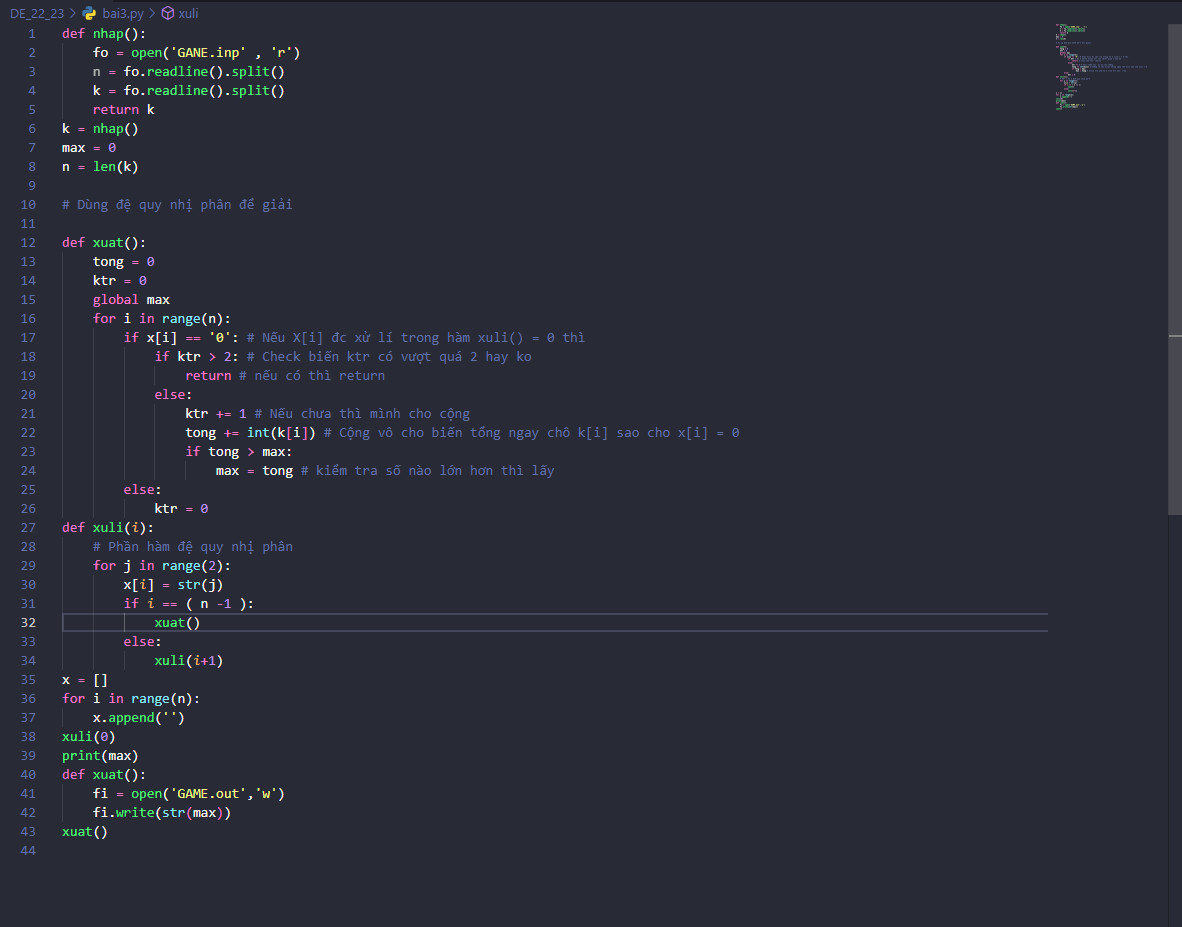 DE_22_23 > bai3.py > xuli
1 def nhap():
2     fo = open('GANE.inp' , 'r')
3     n = fo.readline().split()
4     k = fo.readline().split()
5     return k
6 k = nhap()
7 max = 0
8 n = len(k)
9
10 # Dùng đệ quy nhị phân để giải
11
12 def xuat():
13     tong = 0
14     ktr = 0
15     global max
16     for i in range(n):
17         if x[i] == '0': # Nếu X[i] đc xử lí trong hàm xuli() = 0 thì
18             if ktr > 2: # Check biến ktr có vượt quá 2 hay ko
19                 return # nếu có thì return
20             else:
21                 ktr += 1 # Nếu chưa thì mình cho cộng
22                 tong += int(k[i]) # Cộng vô cho biến tổng ngay chô k[i] sao cho x[i] = 0
23                 if tong > max:
24                     max = tong # kiểm tra số nào lớn hơn thì lấy
25         else:
26             ktr = 0
27 def xuli(i):
28     # Phần hàm đệ quy nhị phân
29     for j in range(2):
30         x[i] = str(j)
31         if i == ( n -1 ):
32             xuat()
33         else:
34             xuli(i+1)
35 x = []
36 for i in range(n):
37     x.append('')
38 xuli(0)
39 print(max)
40 def xuat():
41     fi = open('GAME.out','w')
42     fi.write(str(max))
43 xuat()
44